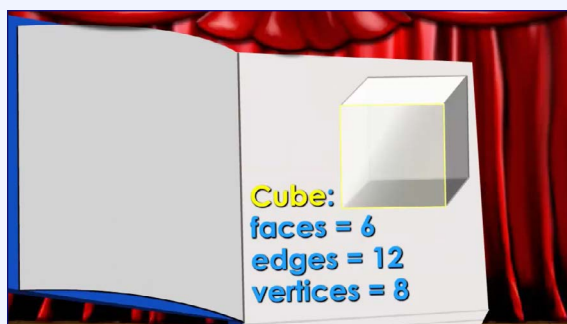 Cube:
faces = 6
edges = 12
vertices = 8